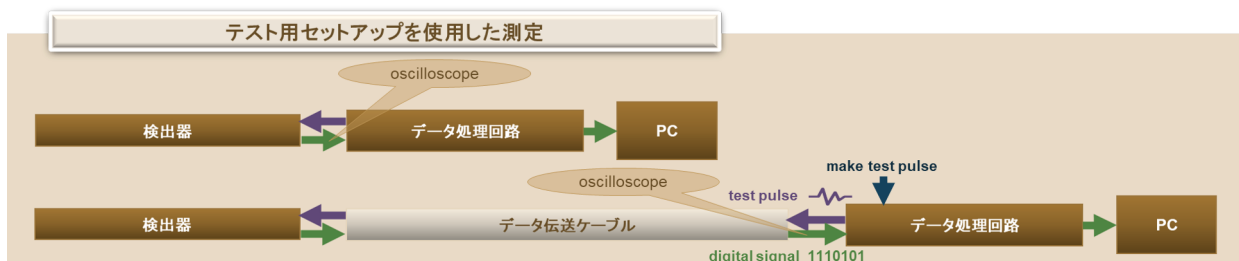 テスト用セットアップを使用した測定
oscilloscope
検出器
データ処理回路
PC
oscilloscope
make test pulse
test pulse
検出器
データ伝送ケーブル
データ処理回路
PC
digital signal 1110101